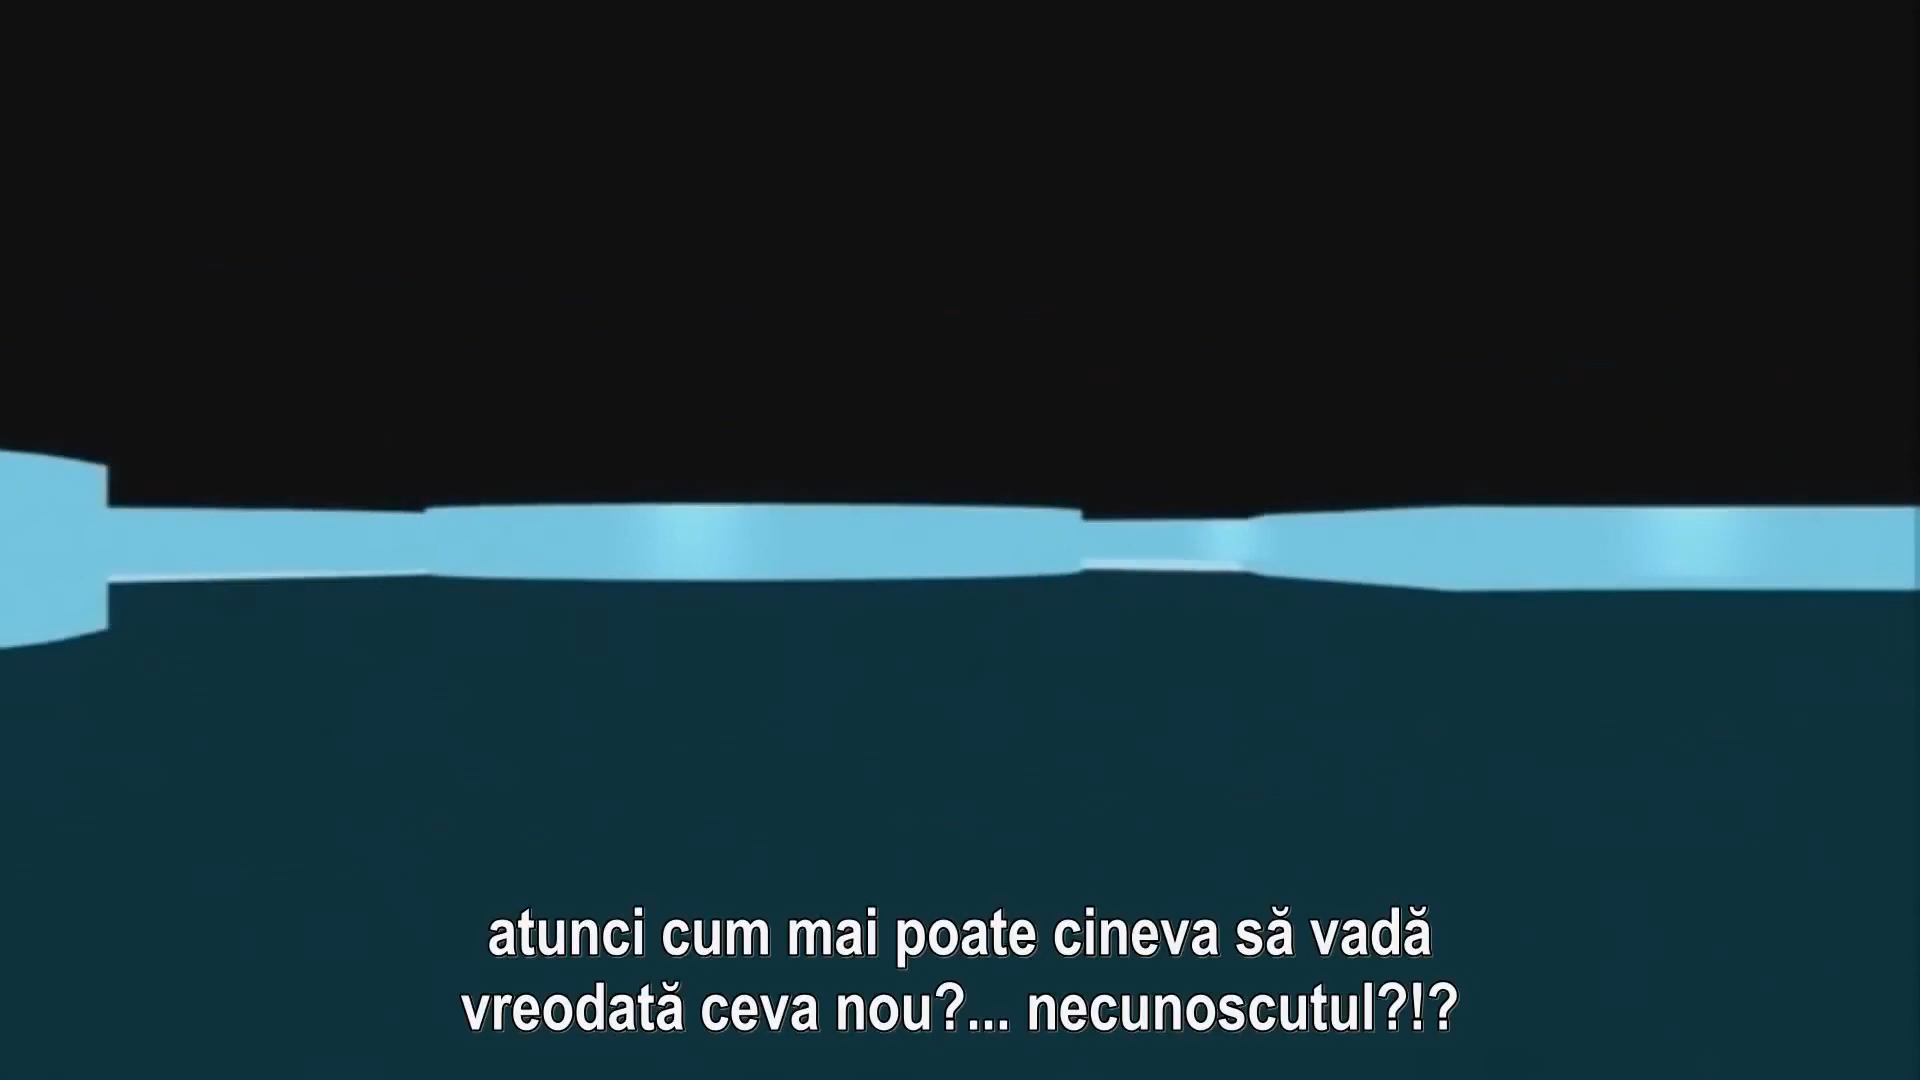 atunci cum mai poate cineva să vadă
vreodată ceva nou?... necunoscutul?!?